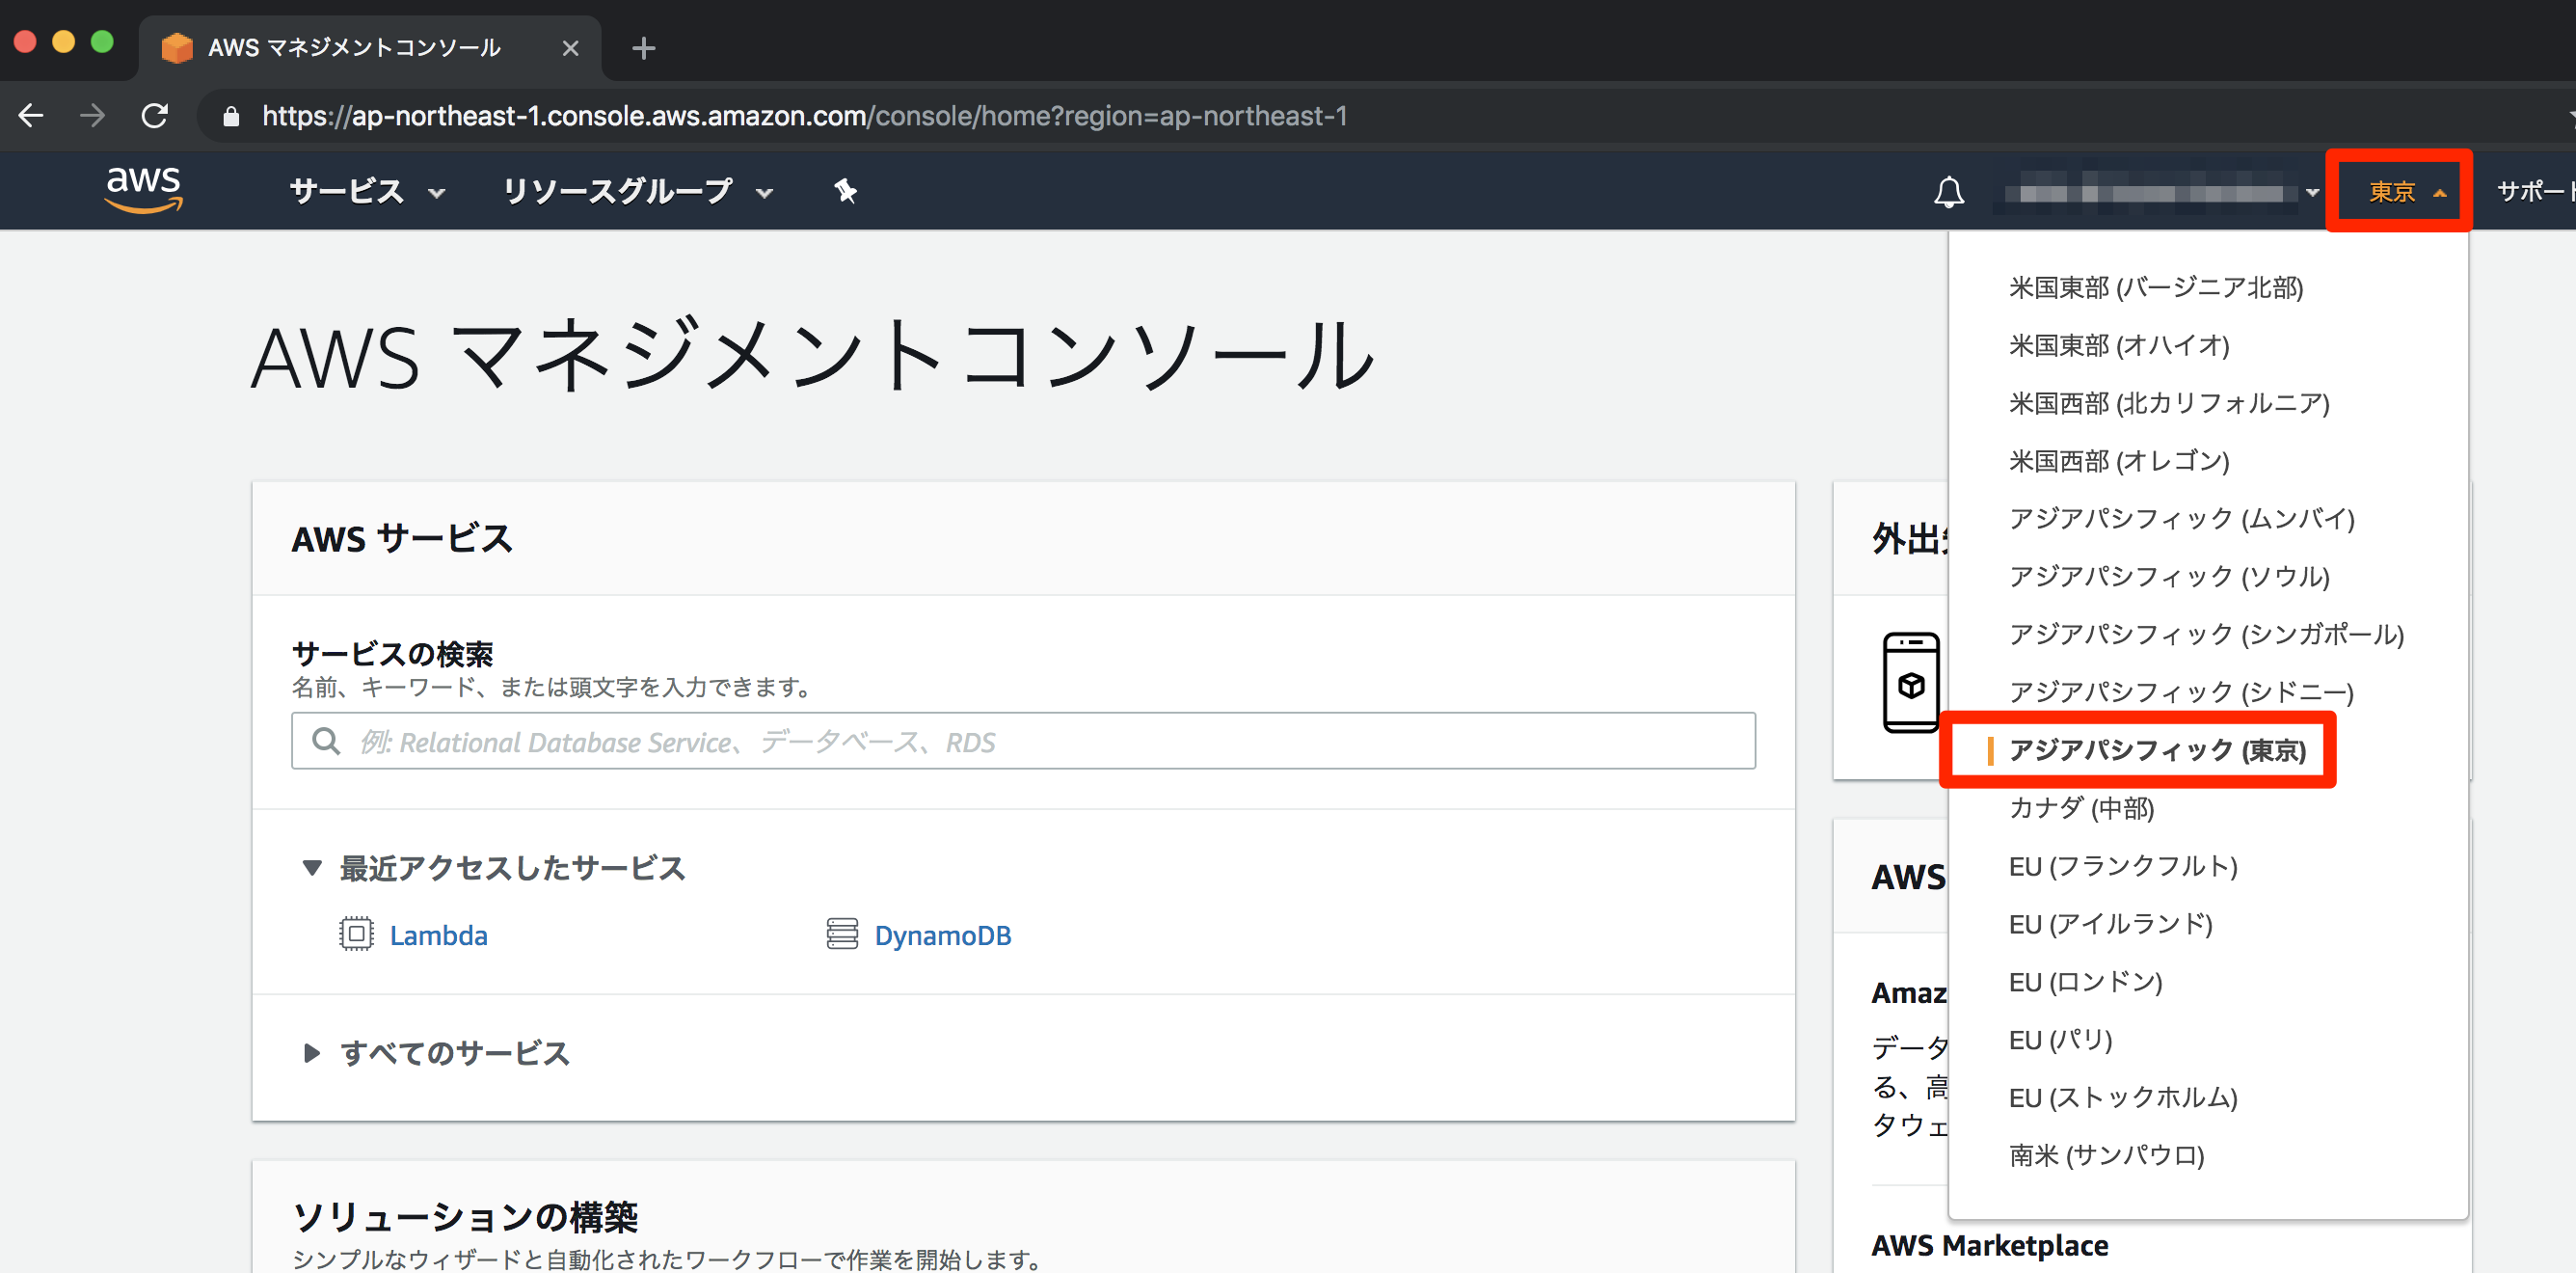 AWS マネジメントコンソール
https://ap-northeast-1.console.aws.amazon.com/console/home?region=ap-northeast-1
aws
サービス
リソースグループ
東京
サポート
AWS マネジメントコンソール
AWS サービス
サービスの検索
名前、キーワード、または頭文字を入力できます。
例: Relational Database Service、データベース、RDS
最近アクセスしたサービス
Lambda
DynamoDB
すべてのサービス
ソリューションの構築
シンプルなウィザードと自動化されたワークフローで作業を開始します。
外出
AWS
Amaz
データ
る、高
タウェ
AWS Marketplace
米国東部 (バージニア北部)
米国東部 (オハイオ)
米国西部 (北カリフォルニア)
米国西部 (オレゴン)
アジアパシフィック (ムンバイ)
アジアパシフィック (ソウル)
アジアパシフィック (シンガポール)
アジアパシフィック (シドニー)
アジアパシフィック (東京)
カナダ (中部)
EU (フランクフルト)
EU (アイルランド)
EU (ロンドン)
EU (パリ)
EU (ストックホルム)
南米 (サンパウロ)